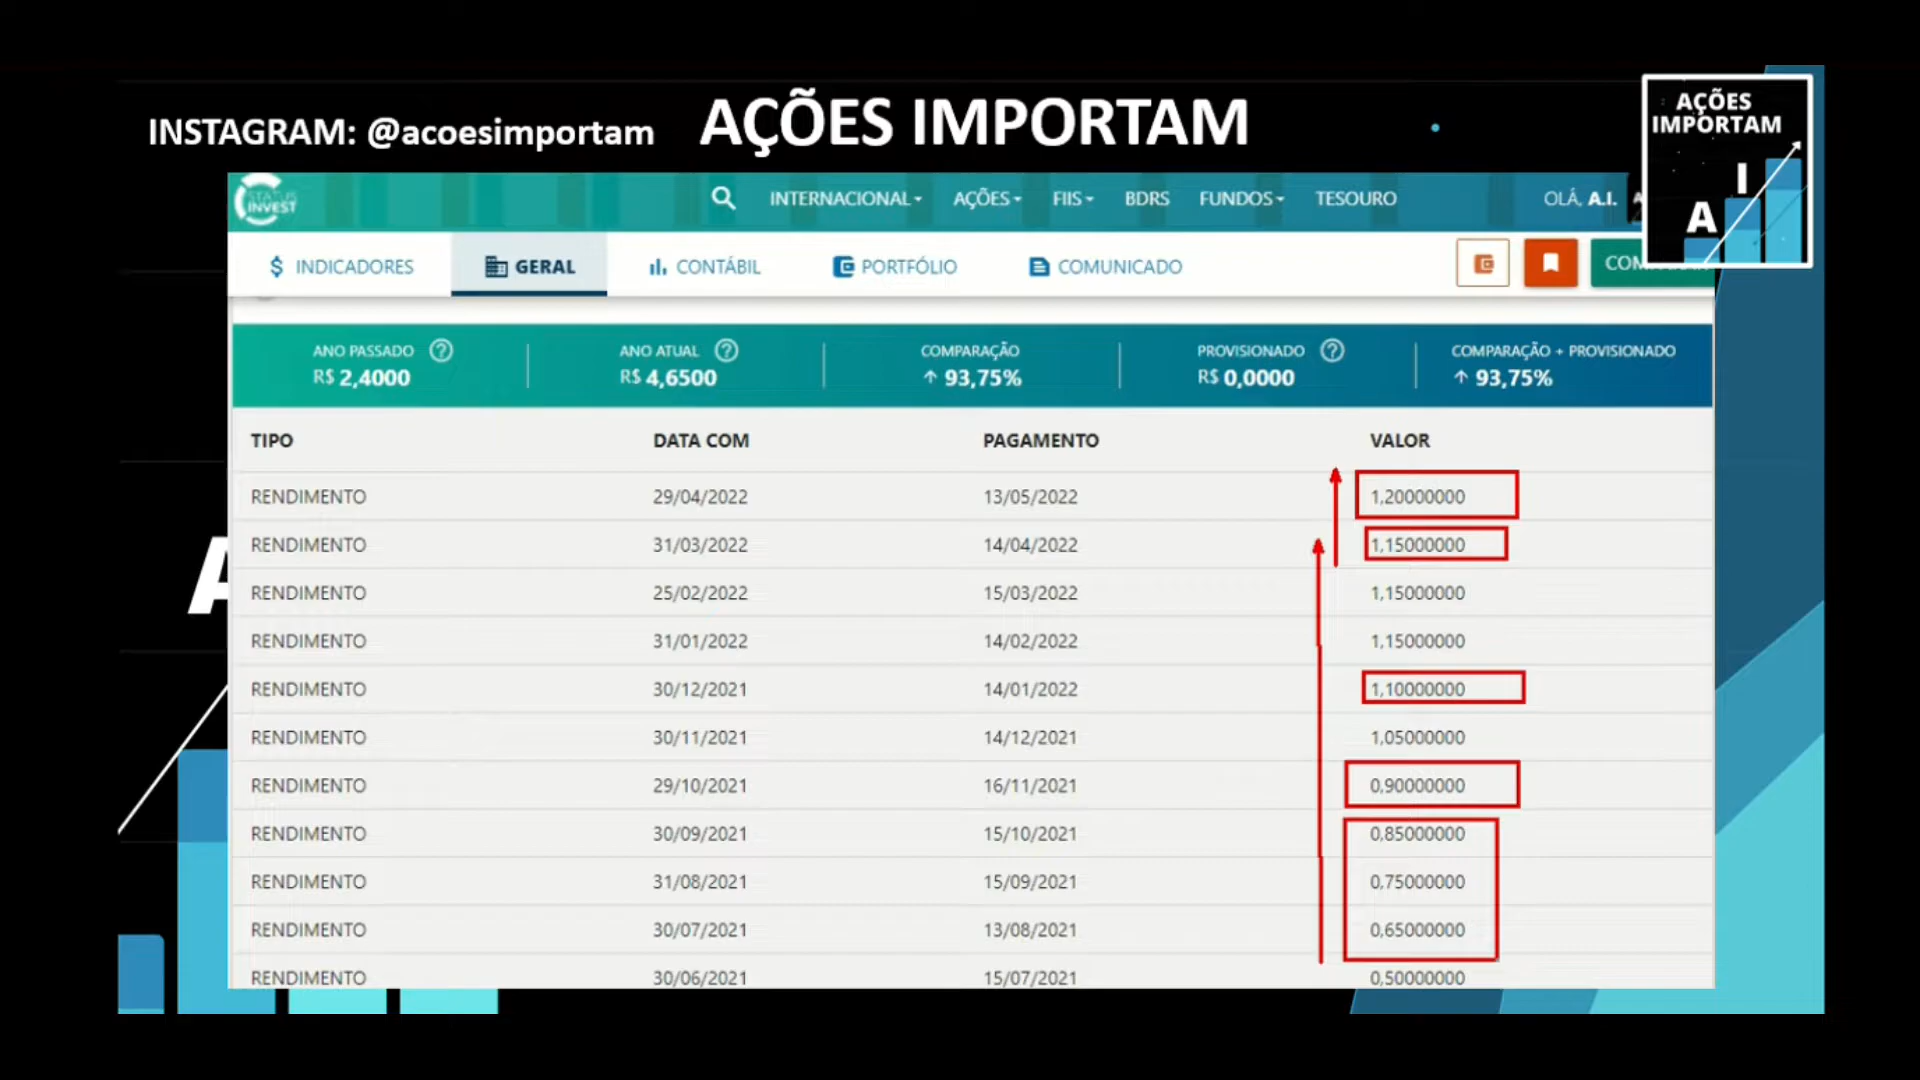 INSTAGRAM: @acoesimportam AÇÕES IMPORTAM
AÇÕES
IMPORTAM
A I
STATUS
INVEST
INTERNACIONAL AÇÕES FIIS BDRS FUNDOS TESOURO OLÁ, A.I.
INDICADORES GERAL CONTÁBIL PORTFÓLIO COMUNICADO
ANO PASSADO ? ANO ATUAL ? COMPARAÇÃO PROVISIONADO ? COMPARAÇÃO + PROVISIONADO
R$ 2,4000 R$ 4,6500 ↑ 93,75% R$ 0,0000 ↑ 93,75%
TIPO DATA COM PAGAMENTO VALOR
RENDIMENTO 29/04/2022 13/05/2022 1,20000000
RENDIMENTO 31/03/2022 14/04/2022 1,15000000
RENDIMENTO 25/02/2022 15/03/2022 1,15000000
RENDIMENTO 31/01/2022 14/02/2022 1,15000000
RENDIMENTO 30/12/2021 14/01/2022 1,10000000
RENDIMENTO 30/11/2021 14/12/2021 1,05000000
RENDIMENTO 29/10/2021 16/11/2021 0,90000000
RENDIMENTO 30/09/2021 15/10/2021 0,85000000
RENDIMENTO 31/08/2021 15/09/2021 0,75000000
RENDIMENTO 30/07/2021 13/08/2021 0,65000000
RENDIMENTO 30/06/2021 15/07/2021 0,50000000